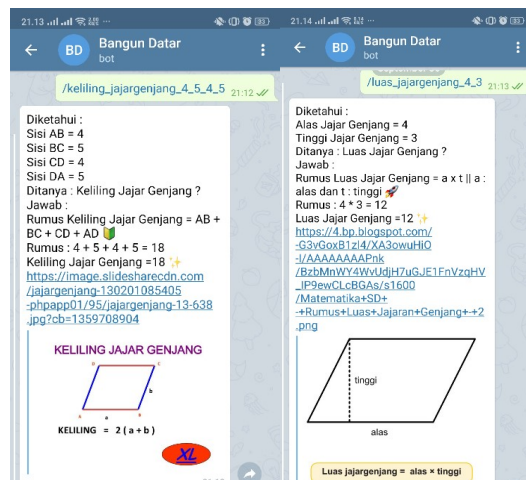 21.13
BD Bangun Datar
bot
/keliling_jajargenjang_4_5_4_5 21:12
Diketahui :
Sisi AB = 4
Sisi BC = 5
Sisi CD = 4
Sisi DA = 5
Ditanya : Keliling Jajar Genjang ?
Jawab :
Rumus Keliling Jajar Genjang = AB +
BC + CD + AD 🔰
Rumus : 4 + 5 + 4 + 5 = 18
Keliling Jajar Genjang =18 ✨
https://image.slidesharecdn.com
/jajargenjang-130201085405
-phpapp01/95/jajargenjang-13-638
.jpg?cb=1359708904
KELILING JAJAR GENJANG
D C
b
A a B
KELILING = 2 ( a + b )
XL
21.14
BD Bangun Datar
bot
/luas_jajargenjang_4_3 21:13
Diketahui :
Alas Jajar Genjang = 4
Tinggi Jajar Genjang = 3
Ditanya : Luas Jajar Genjang ?
Jawab :
Rumus Luas Jajar Genjang = a x t || a :
alas dan t : tinggi 🚀
Rumus : 4 * 3 = 12
Luas Jajar Genjang =12 ✨
https://4.bp.blogspot.com/
-G3vGoxB1zl4/XA3owuHiO
-I/AAAAAAAAPnk
/BzbMnWY4WvUdjH7uGJE1FnVzqHV
_IP9ewCLcBGAs/s1600
/Matematika+SD+
-+Rumus+Luas+Jajaran+Genjang+-+2
.png
tinggi
alas
Luas jajargenjang = alas × tinggi